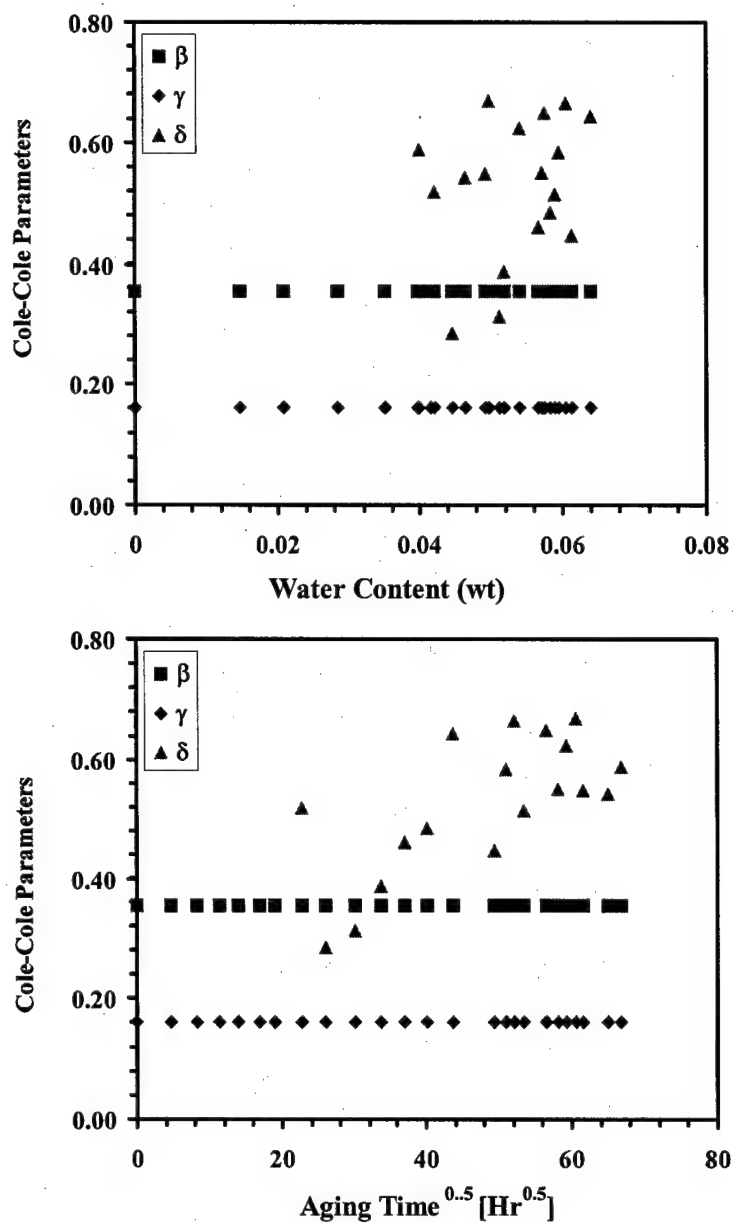 0.80
β
γ
δ
0.60
0.40
0.20
0.00
Cole-Cole Parameters
0 0.02 0.04 0.06 0.08
Water Content (wt)
0.80
β
γ
δ
0.60
0.40
0.20
0.00
Cole-Cole Parameters
0 20 40 60 80
Aging Time 0..5 [Hr0.5]